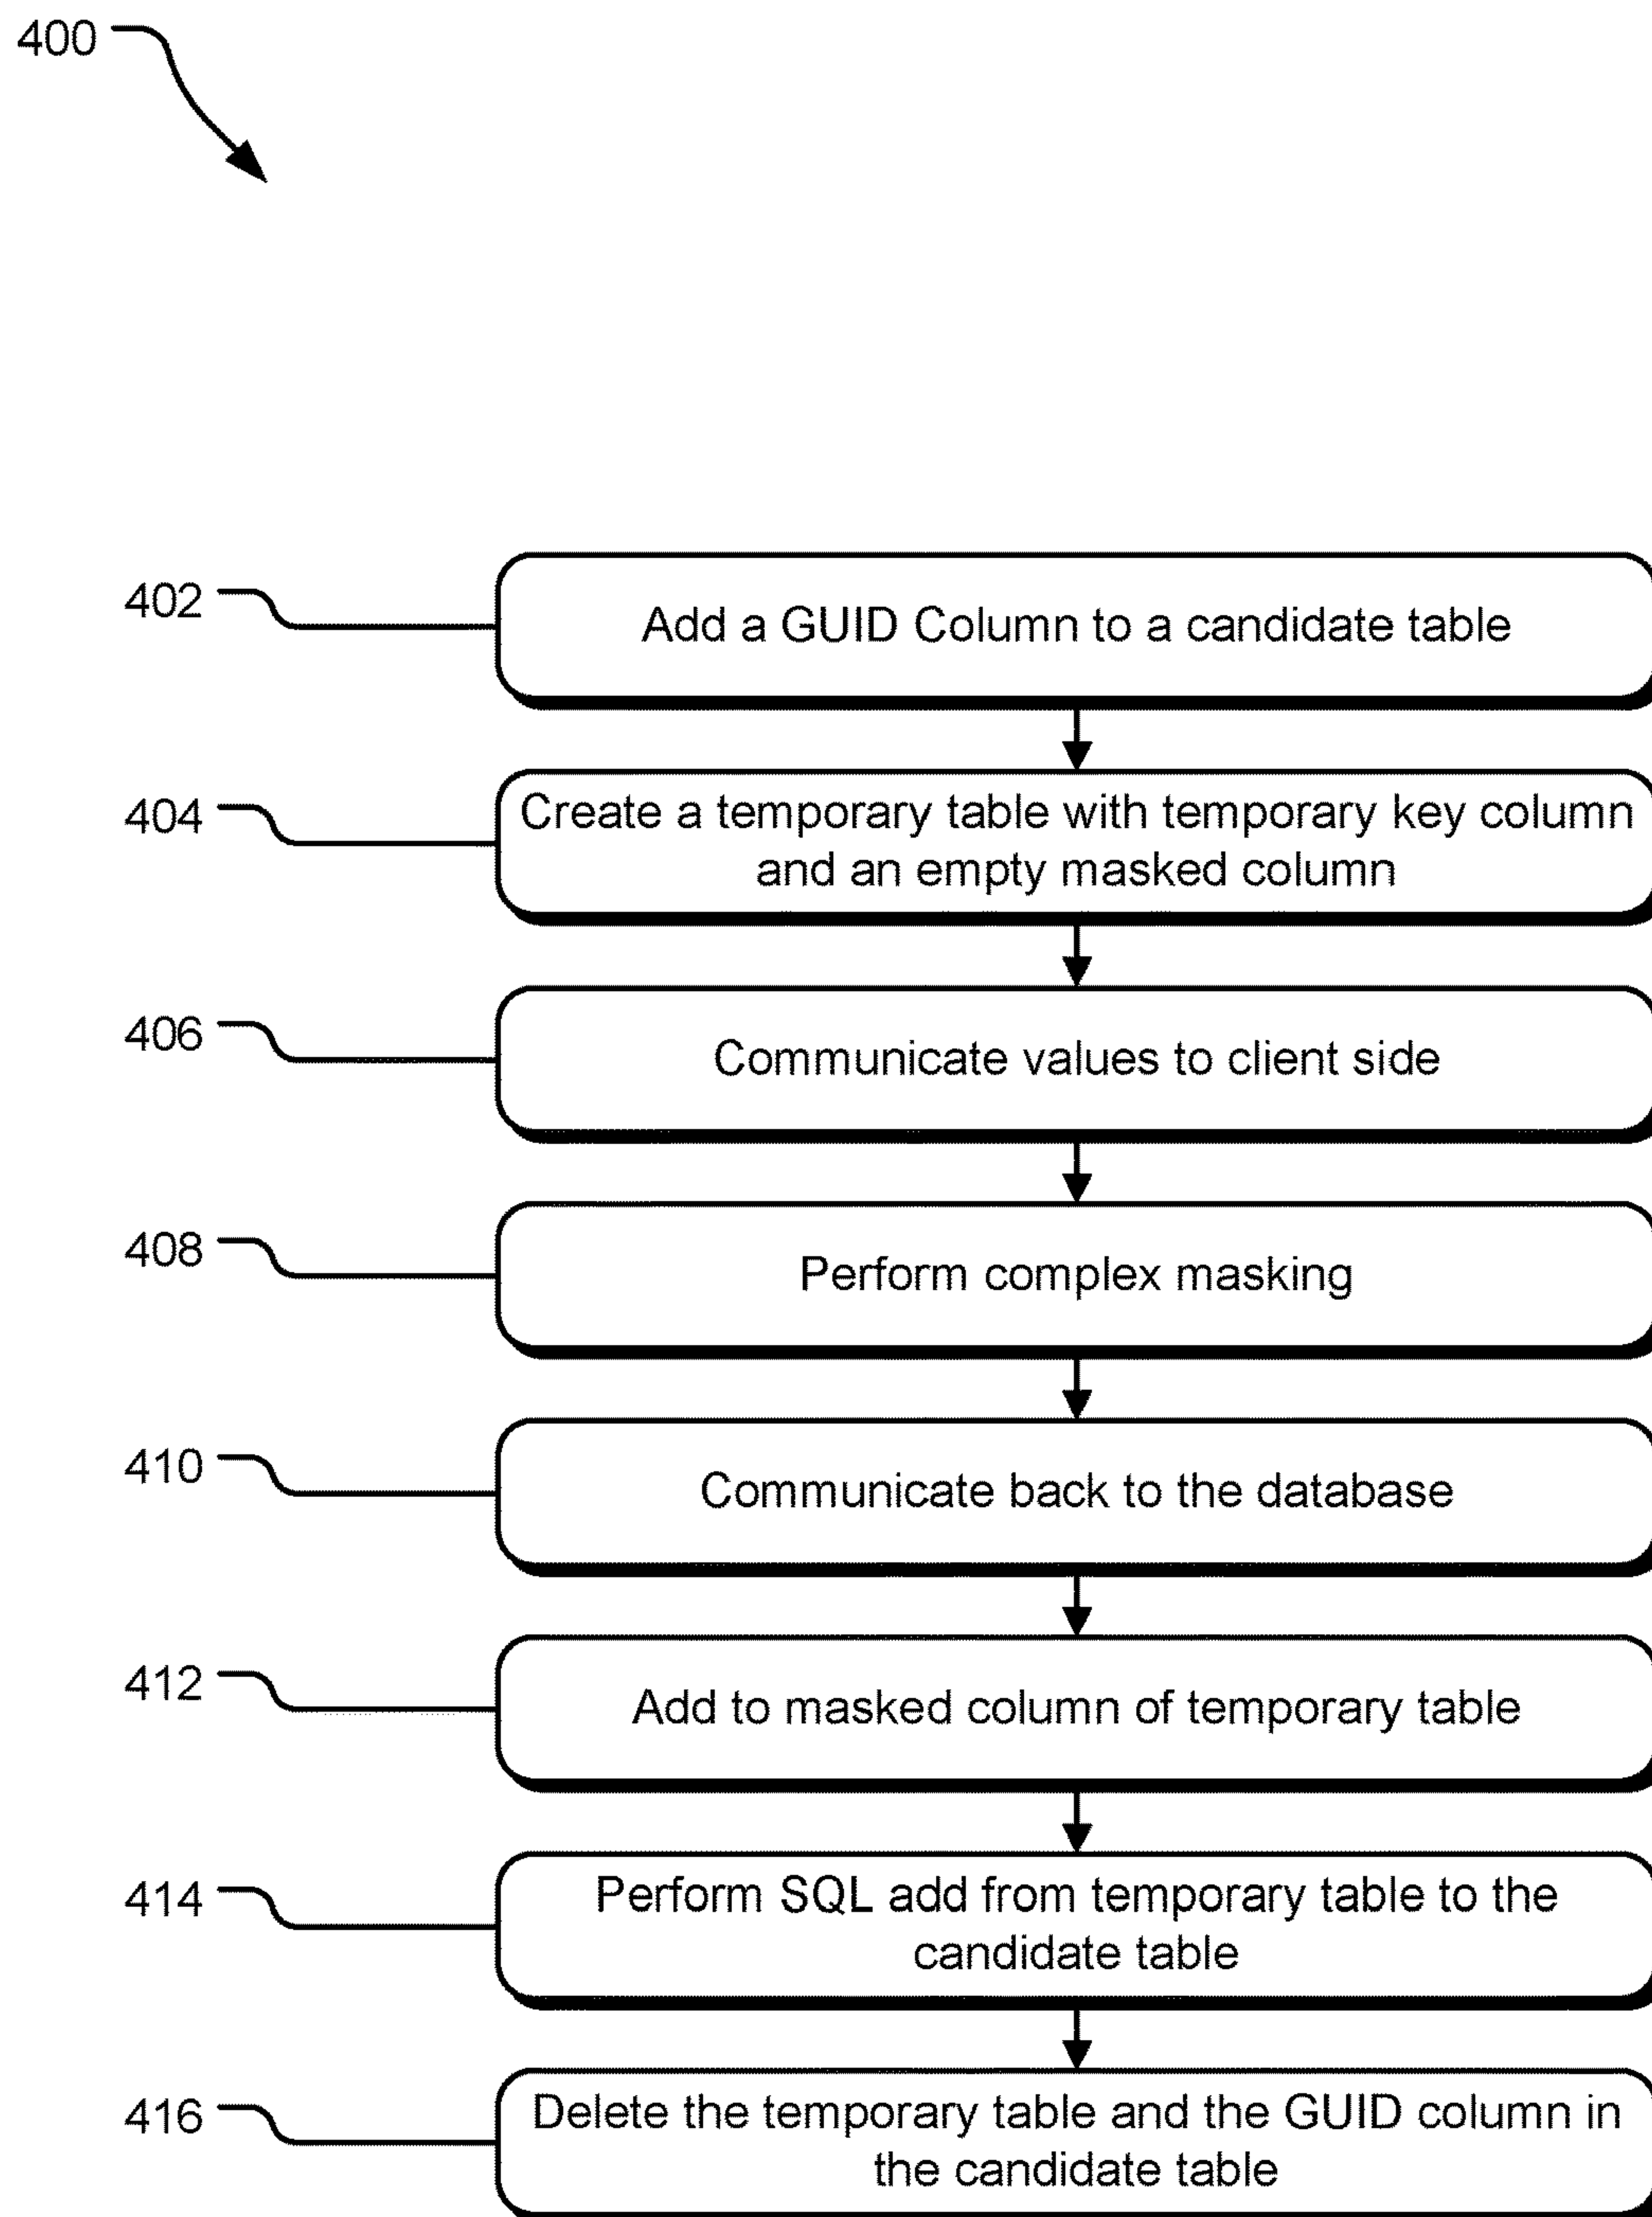 400
402
Add a GUID Column to a candidate table
404
Create a temporary table with temporary key column
and an empty masked column
406
Communicate values to client side
408
Perform complex masking
410
Communicate back to the database
412
Add to masked column of temporary table
414
Perform SQL add from temporary table to the
candidate table
416
Delete the temporary table and the GUID column in
the candidate table